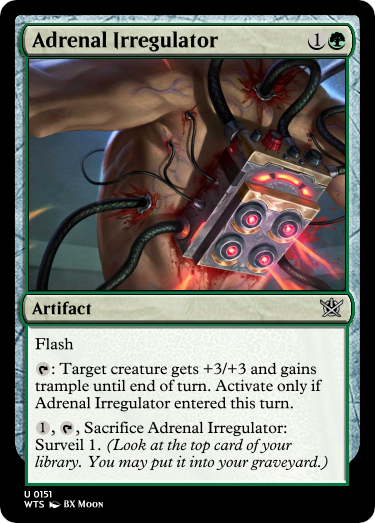 Adrenal Irregulator 1
Artifact
Flash
: Target creature gets +3/+3 and gains
trample until end of turn. Activate only if
Adrenal Irregulator entered this turn.
1, , Sacrifice Adrenal Irregulator:
Surveil 1. (Look at the top card of your
library. You may put it into your graveyard.)
U 0151
WTS BX Moon